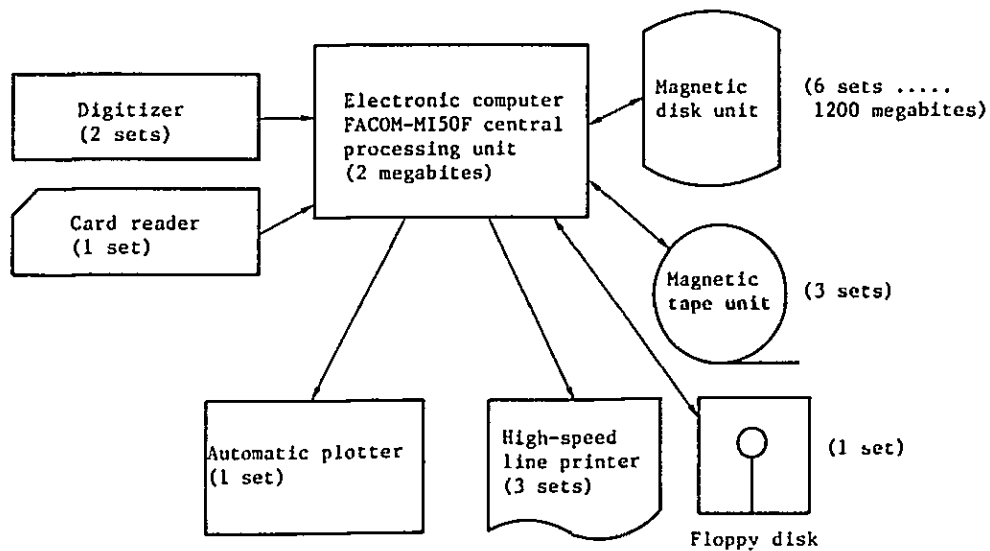 Digitizer
(2 sets)
Card reader
(1 set)
Electronic computer
FACOM-MI50F central
processing unit
(2 megabites)
Magnetic
disk unit
(6 sets .....
1200 megabites)
Magnetic
tape unit
(3 sets)
Automatic plotter
(1 set)
High-speed
line printer
(3 sets)
(1 set)
Floppy disk